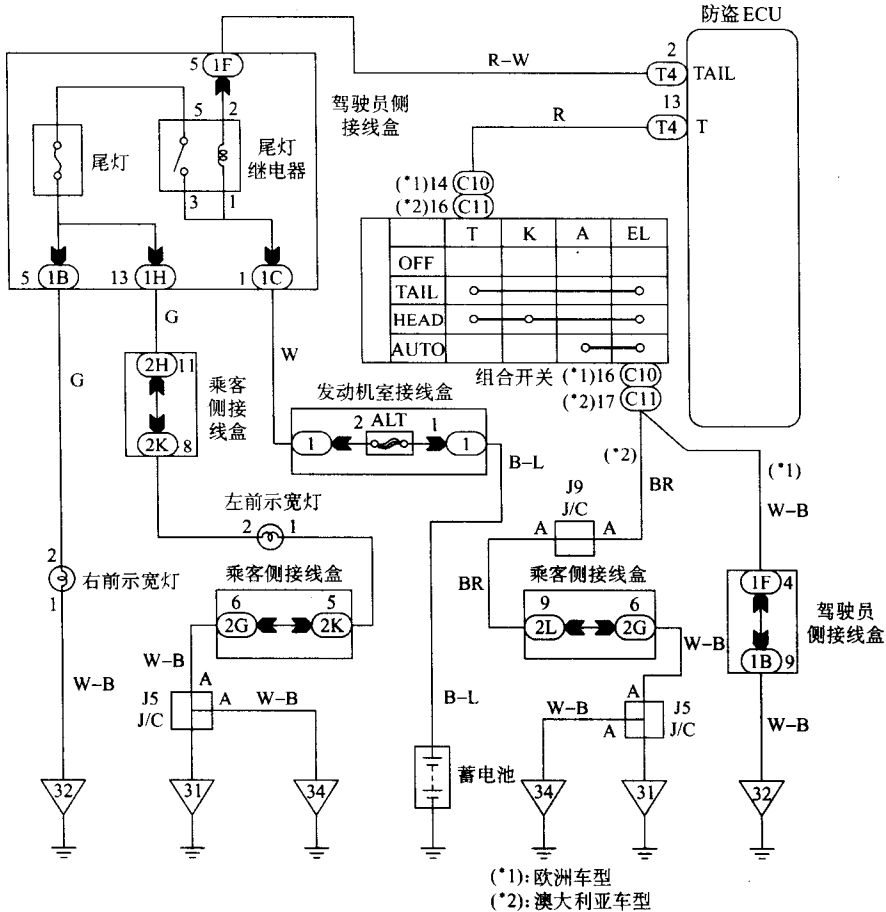 防盗ECU
2
T4 TAIL
R-W
13
T4 T
R
5 1F
驾驶员侧
接线盒
5 2
尾灯
尾灯
继电器
3 1
5 1B
13 1H
1 1C
(*1)14 C10
(*2)16 C11
T K A EL
OFF
TAIL
HEAD
AUTO
组合开关
(*1)16 C10
(*2)17 C11
G
G
W
2H 11
2K 8
乘客
侧接
线盒
发动机室接线盒
2 ALT 1
1 1
B-L
(*2)
BR
(*1)
W-B
J9
J/C
A A
左前示宽灯
2 1
2
右前示宽灯
1
乘客侧接线盒
6 5
2G 2K
BR
乘客侧接线盒
9 6
2L 2G
1F 4
1B 9
驾驶员
侧接线盒
W-B
W-B
A
J5
J/C
A W-B
B-L
W-B
A
W-B
A
J5
J/C
W-B
32
31
34
蓄电池
34
31
32
(*1):欧洲车型
(*2):澳大利亚车型